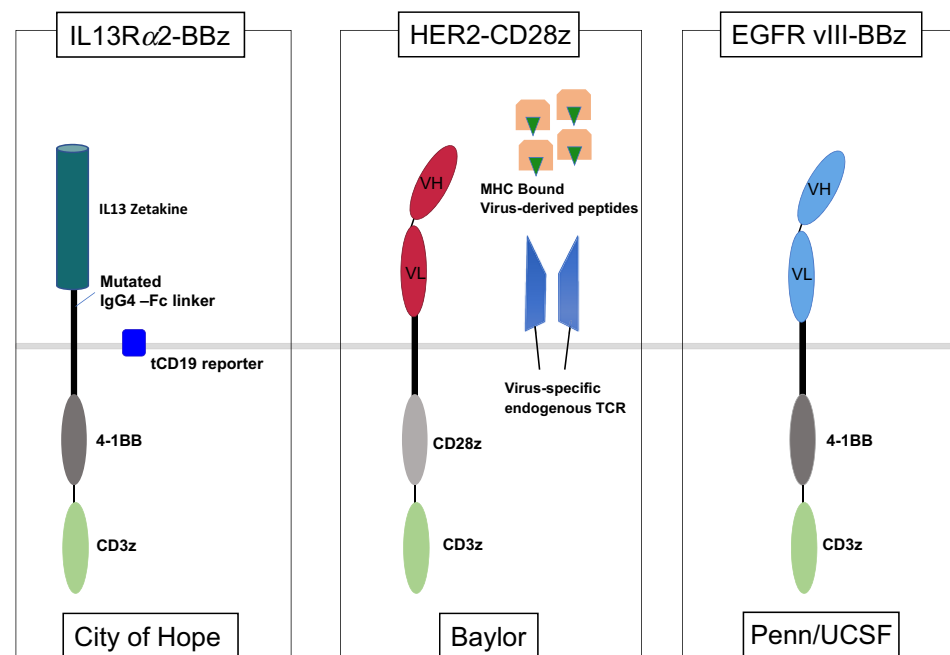 IL13Rα2-BBz
IL13 Zetakine
Mutated
IgG4 –Fc linker
tCD19 reporter
4-1BB
CD3z
City of Hope
HER2-CD28z
VH
VL
MHC Bound
Virus-derived peptides
Virus-specific
endogenous TCR
CD28z
CD3z
Baylor
EGFR vIII-BBz
VH
VL
4-1BB
CD3z
Penn/UCSF